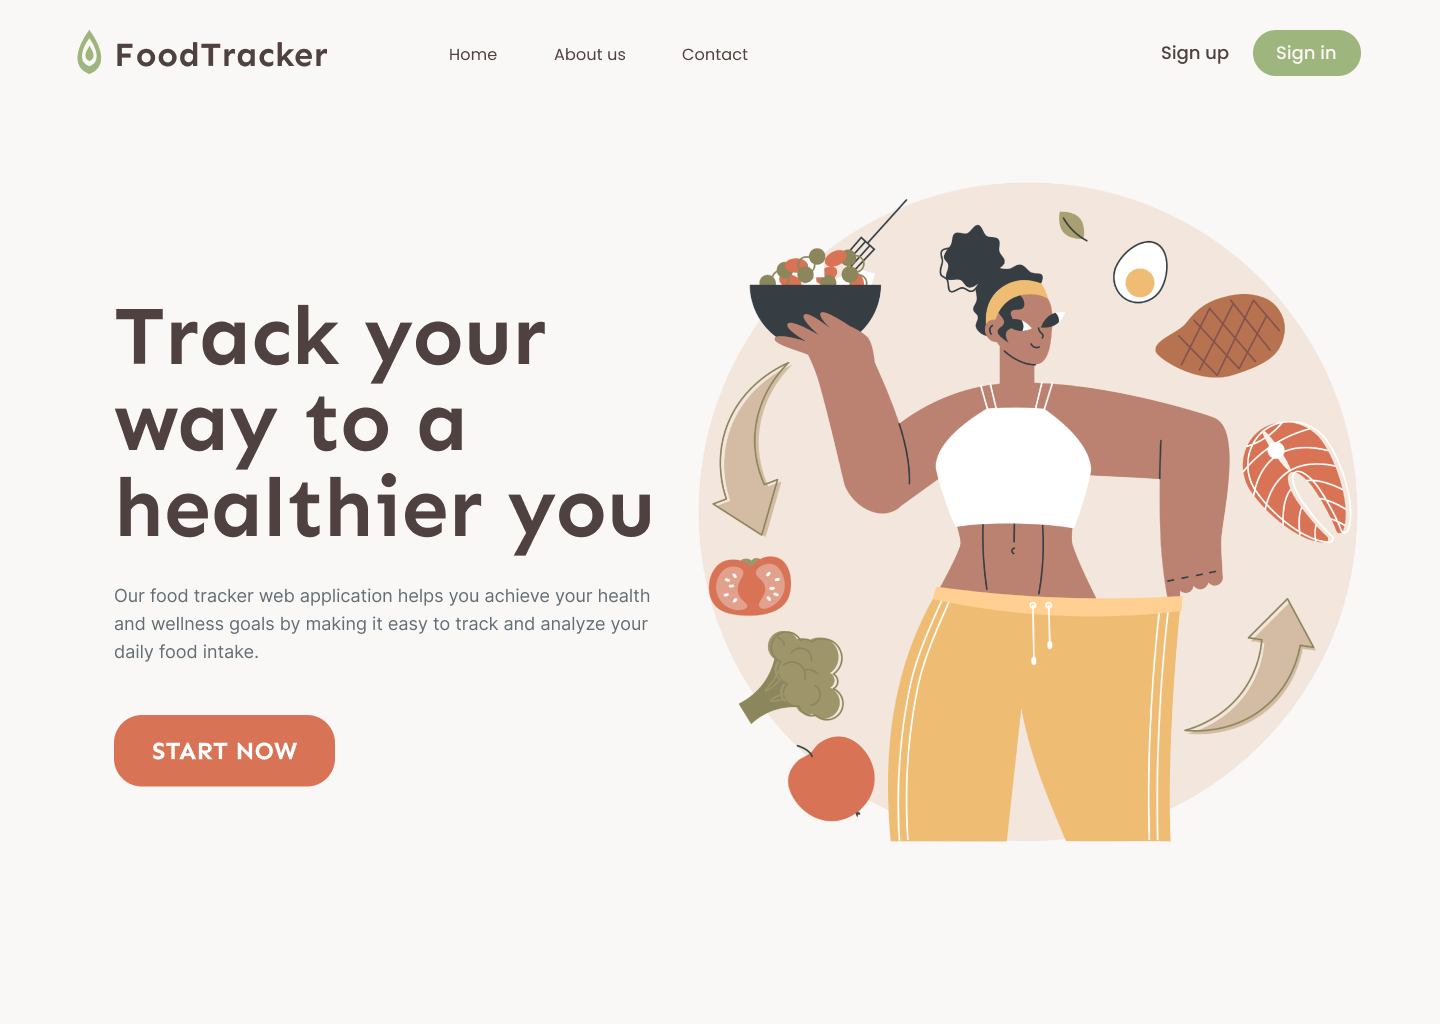 FoodTracker
Home
About us
Contact
Sign up
Sign in
Track your
way to a
healthier you
Our food tracker web application helps you achieve your health
and wellness goals by making it easy to track and analyze your
daily food intake.
START NOW